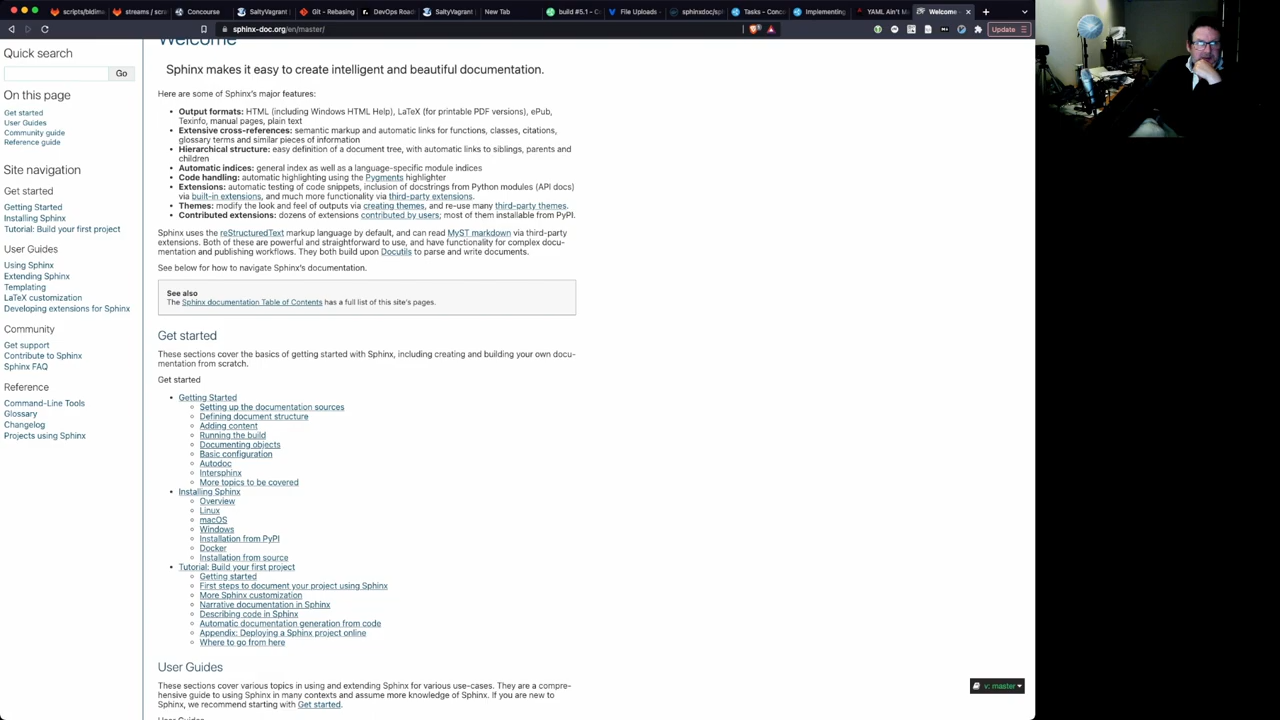 scripts/bldima
streams / scri
Concourse
SaltyVagrant
Git - Rebasing
DevOps Road
SaltyVagrant
New Tab
build #5.1 - C
File Uploads -
sphinxdoc/sph
Tasks - Conco
Implementing
YAML Ain't M
Welcome -
sphinx-doc.org/en/master/
Update
Quick search
Go
On this page
Get started
User Guides
Community guide
Reference guide
Site navigation
Get started
Getting Started
Installing Sphinx
Tutorial: Build your first project
User Guides
Using Sphinx
Extending Sphinx
Templating
LaTeX customization
Developing extensions for Sphinx
Community
Get support
Contribute to Sphinx
Sphinx FAQ
Reference
Command-Line Tools
Glossary
Changelog
Projects using Sphinx
Welcome
Sphinx makes it easy to create intelligent and beautiful documentation.
Here are some of Sphinx's major features:
• Output formats: HTML (including Windows HTML Help), LaTeX (for printable PDF versions), ePub,
Texinfo, manual pages, plain text
• Extensive cross-references: semantic markup and automatic links for functions, classes, citations,
glossary terms and similar pieces of information
• Hierarchical structure: easy definition of a document tree, with automatic links to siblings, parents and
children
• Automatic indices: general index as well as a language-specific module indices
• Code handling: automatic highlighting using the Pygments highlighter
• Extensions: automatic testing of code snippets, inclusion of docstrings from Python modules (API docs)
via built-in extensions, and much more functionality via third-party extensions.
• Themes: modify the look and feel of outputs via creating themes, and re-use many third-party themes.
• Contributed extensions: dozens of extensions contributed by users; most of them installable from PyPI.
Sphinx uses the reStructuredText markup language by default, and can read MyST markdown via third-party
extensions. Both of these are powerful and straightforward to use, and have functionality for complex docu-
mentation and publishing workflows. They both build upon Docutils to parse and write documents.
See below for how to navigate Sphinx's documentation.
See also
The Sphinx documentation Table of Contents has a full list of this site's pages.
Get started
These sections cover the basics of getting started with Sphinx, including creating and building your own docu-
mentation from scratch.
Get started
• Getting Started
Setting up the documentation sources
Defining document structure
Adding content
Running the build
Documenting objects
Basic configuration
Autodoc
Intersphinx
More topics to be covered
• Installing Sphinx
Overview
Linux
macOS
Windows
Installation from PyPI
Docker
Installation from source
• Tutorial: Build your first project
Getting started
First steps to document your project using Sphinx
More Sphinx customization
Narrative documentation in Sphinx
Describing code in Sphinx
Automatic documentation generation from code
Appendix: Deploying a Sphinx project online
Where to go from here
User Guides
These sections cover various topics in using and extending Sphinx for various use-cases. They are a compre-
hensive guide to using Sphinx in many contexts and assume more knowledge of Sphinx. If you are new to
Sphinx, we recommend starting with Get started.
User Guides
v: master